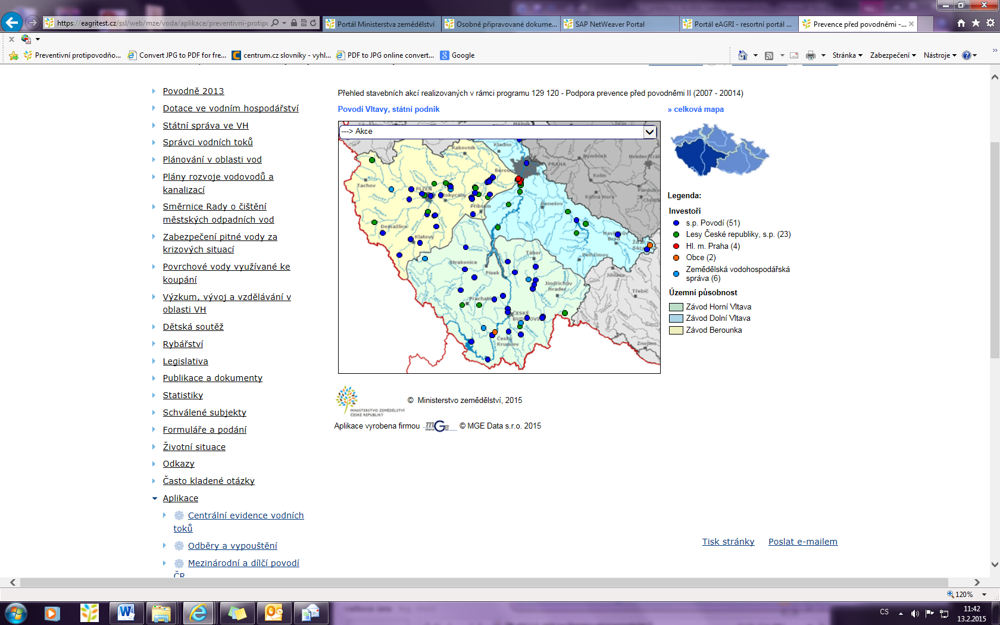 https://eagritest.cz/ssl/web/mze/voda/aplikace/preventivni-protip
Portál Ministerstva zemědělství
Osobně připravované dokume...
SAP NetWeaver Portal
Portál eAGRI - resortní portál ...
Prevence před povodněmi -...
Preventivní protipovodňo...
Convert JPG to PDF for fre...
centrum.cz slovníky - vyhl...
PDF to JPG online convert...
Google
Stránka
Zabezpečení
Nástroje
Povodně 2013
Dotace ve vodním hospodářství
Státní správa ve VH
Správci vodních toků
Plánování v oblasti vod
Plány rozvoje vodovodů a
kanalizací
Směrnice Rady o čištění
městských odpadních vod
Zabezpečení pitné vody za
krizových situací
Povrchové vody využívané ke
koupání
Výzkum, vývoj a vzdělávání v
oblasti VH
Dětská soutěž
Rybářství
Legislativa
Publikace a dokumenty
Statistiky
Schválené subjekty
Formuláře a podání
Životní situace
Odkazy
Často kladené otázky
Aplikace
Centrální evidence vodních
toků
Odběry a vypouštění
Mezinárodní a dílčí povodí
ČR
Přehled stavebních akcí realizovaných v rámci programu 129 120 - Podpora prevence před povodněmi II (2007 - 20014)
Povodí Vltavy, státní podnik
» celková mapa
---> Akce
Kladno
Rakovník
PRAHA
Nymburk
Hradec Král
Kolín
Pardubic
Tachov
PLZEŇ
Kutná Hora
Chrudi
Benešov
Příbram
Domažlice
Klatovy
Tábor
Pelhřimov
Strakonice
Písek
Jihlava
Jindřichův
Hradec
Třebíč
Prachatic
ČESKÉ
Český
Krumlov
Znojmo
Legenda:
Investoři
s.p. Povodí (51)
Lesy České republiky, s.p. (23)
Hl. m. Praha (4)
Obce (2)
Zemědělská vodohospodářská
správa (6)
Územní působnost
Závod Horní Vltava
Závod Dolní Vltava
Závod Berounka
MINISTERSTVO ZEMĚDĚLSTVÍ
ČESKÉ REPUBLIKY
© Ministerstvo zemědělství, 2015
Aplikace vyrobena firmou mGe data © MGE Data s.r.o. 2015
Tisk stránky
Poslat e-mailem
120%
CS
11:42
13.2.2015